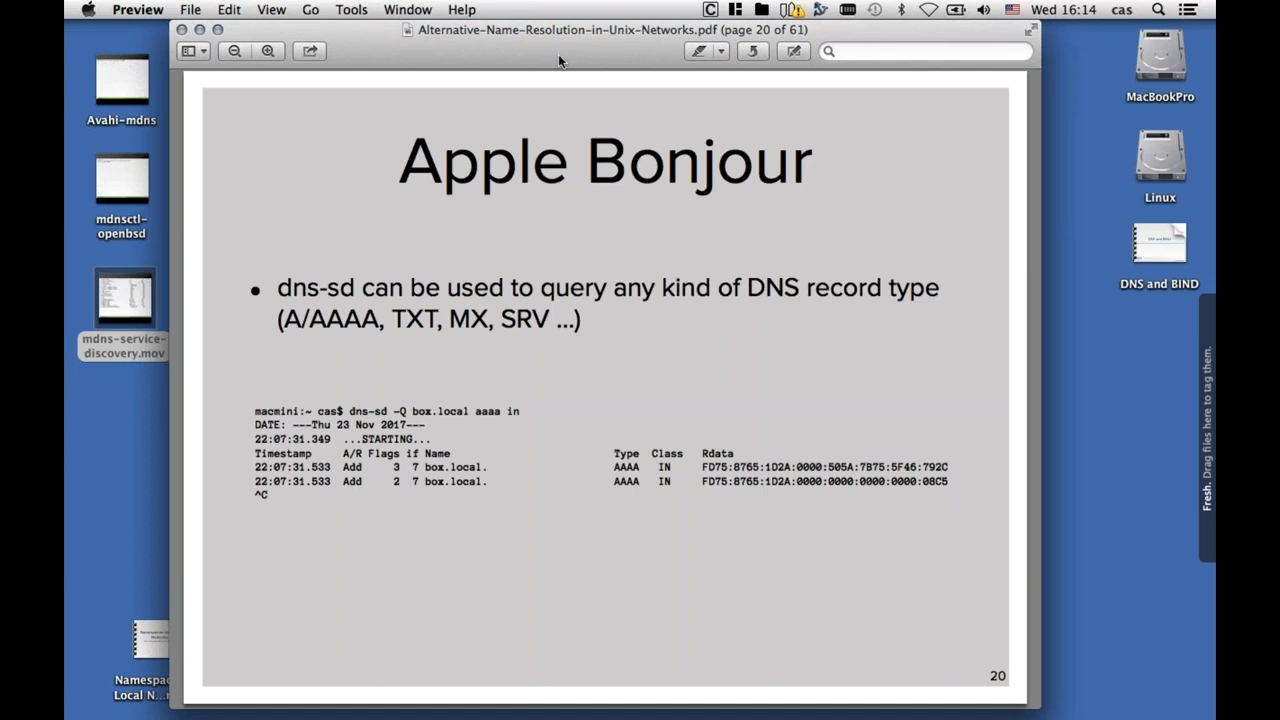 Preview File Edit View Go Tools Window Help
Wed 16:14 cas
Alternative-Name-Resolution-in-Unix-Networks.pdf (page 20 of 61)
Avahi-mdns
mdnsctl-
openbsd
mdns-service-
discovery.mov
Namespa
Local N...
Apple Bonjour
• dns-sd can be used to query any kind of DNS record type
(A/AAAA, TXT, MX, SRV ...)
macmini:~ cas$ dns-sd -Q box.local aaaa in
DATE: ---Thu 23 Nov 2017---
22:07:31.349 ...STARTING...
Timestamp A/R Flags if Name Type Class Rdata
22:07:31.533 Add 3 7 box.local. AAAA IN FD75:8765:1D2A:0000:505A:7B75:5F46:792C
22:07:31.533 Add 2 7 box.local. AAAA IN FD75:8765:1D2A:0000:0000:0000:0000:08C5
^C
20
MacBookPro
Linux
DNS and BIND
Fresh. Drag files here to tag them.